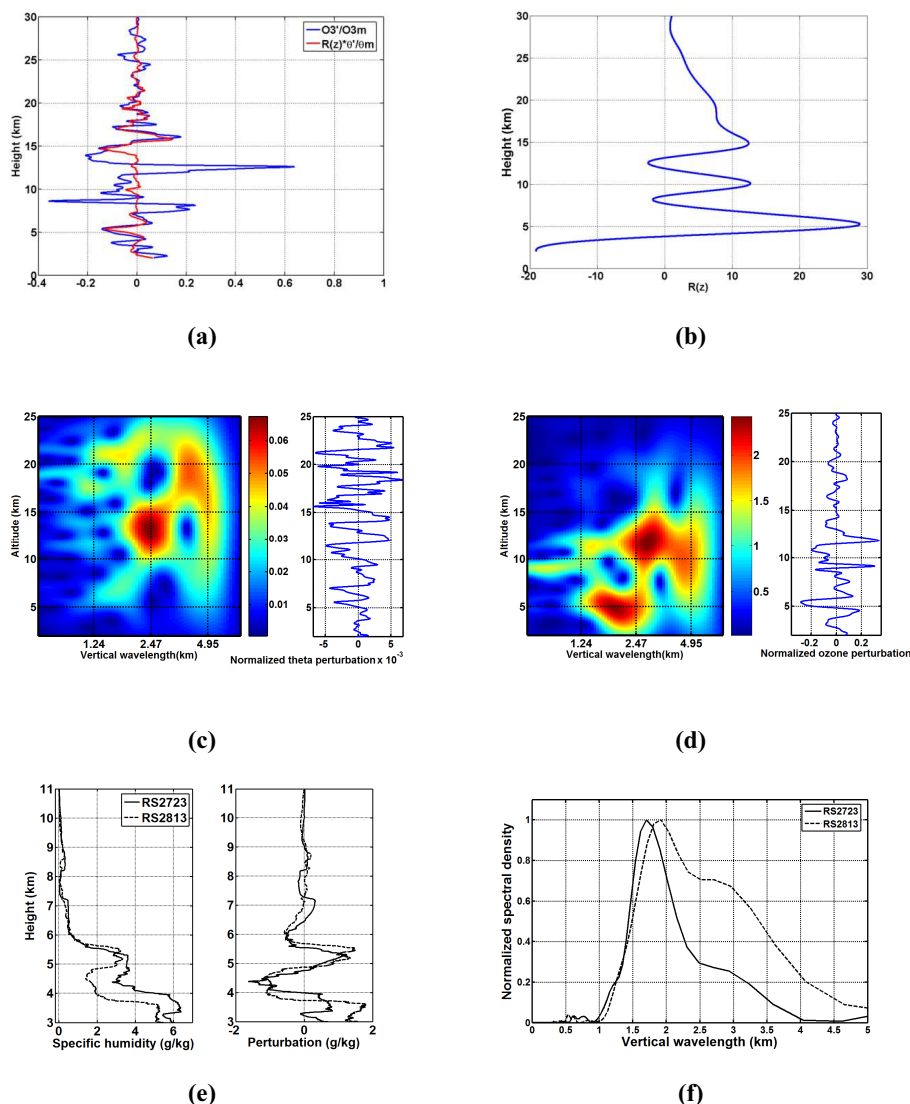 30
25
20
15
10
5
0
Height (km)
-0.4 -0.2 0 0.2 0.4 0.6 0.8 1
O3'/O3m
R(z)*θ'/θm
(a)
30
25
20
15
10
5
0
Height (km)
-20 -10 0 10 20 30
R(z)
(b)
25
20
15
10
5
Altitude (km)
1.24 2.47 4.95
Vertical wavelength(km)
0.06
0.05
0.04
0.03
0.02
0.01
25
20
15
10
5
-5 0 5
Normalized theta perturbation x 10⁻³
(c)
25
20
15
10
5
Altitude (km)
1.24 2.47 4.95
Vertical wavelength(km)
2
1.5
1
0.5
25
20
15
10
5
-0.2 0 0.2
Normalized ozone perturbation
(d)
11
10
9
8
7
6
5
4
3
Height (km)
0 2 4 6
Specific humidity (g/kg)
RS2723
RS2813
11
10
9
8
7
6
5
4
3
-2 0 2
Perturbation (g/kg)
(e)
1
0.8
0.6
0.4
0.2
0
Normalized spectral density
0 0.5 1 1.5 2 2.5 3 3.5 4 4.5 5
Vertical wavelength (km)
RS2723
RS2813
(f)